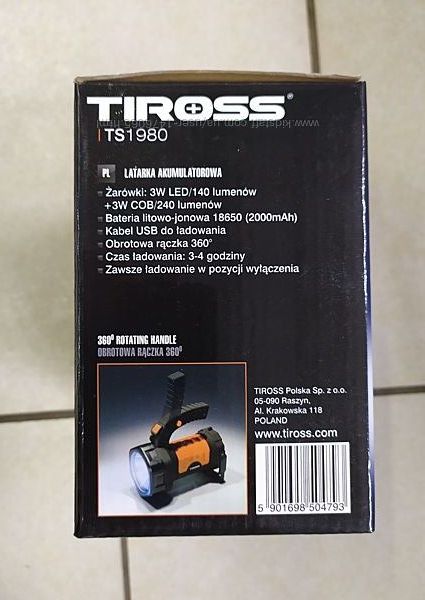 TIROSS®
TS1980
PL LATARKA AKUMULATOROWA
Żarówki: 3W LED/140 lumenów
+3W COB/240 lumenów
Bateria litowo-jonowa 18650 (2000mAh)
Kabel USB do ładowania
Obrotowa rączka 360°
Czas ładowania: 3-4 godziny
Zawsze ładowanie w pozycji wyłączenia
360⁰ ROTATING HANDLE
OBROTOWA RĄCZKA 360⁰
TIROSS Polska Sp. z o.o.
05-090 Raszyn,
Al. Krakowska 118
POLAND
www.tiross.com
5 901698 504793